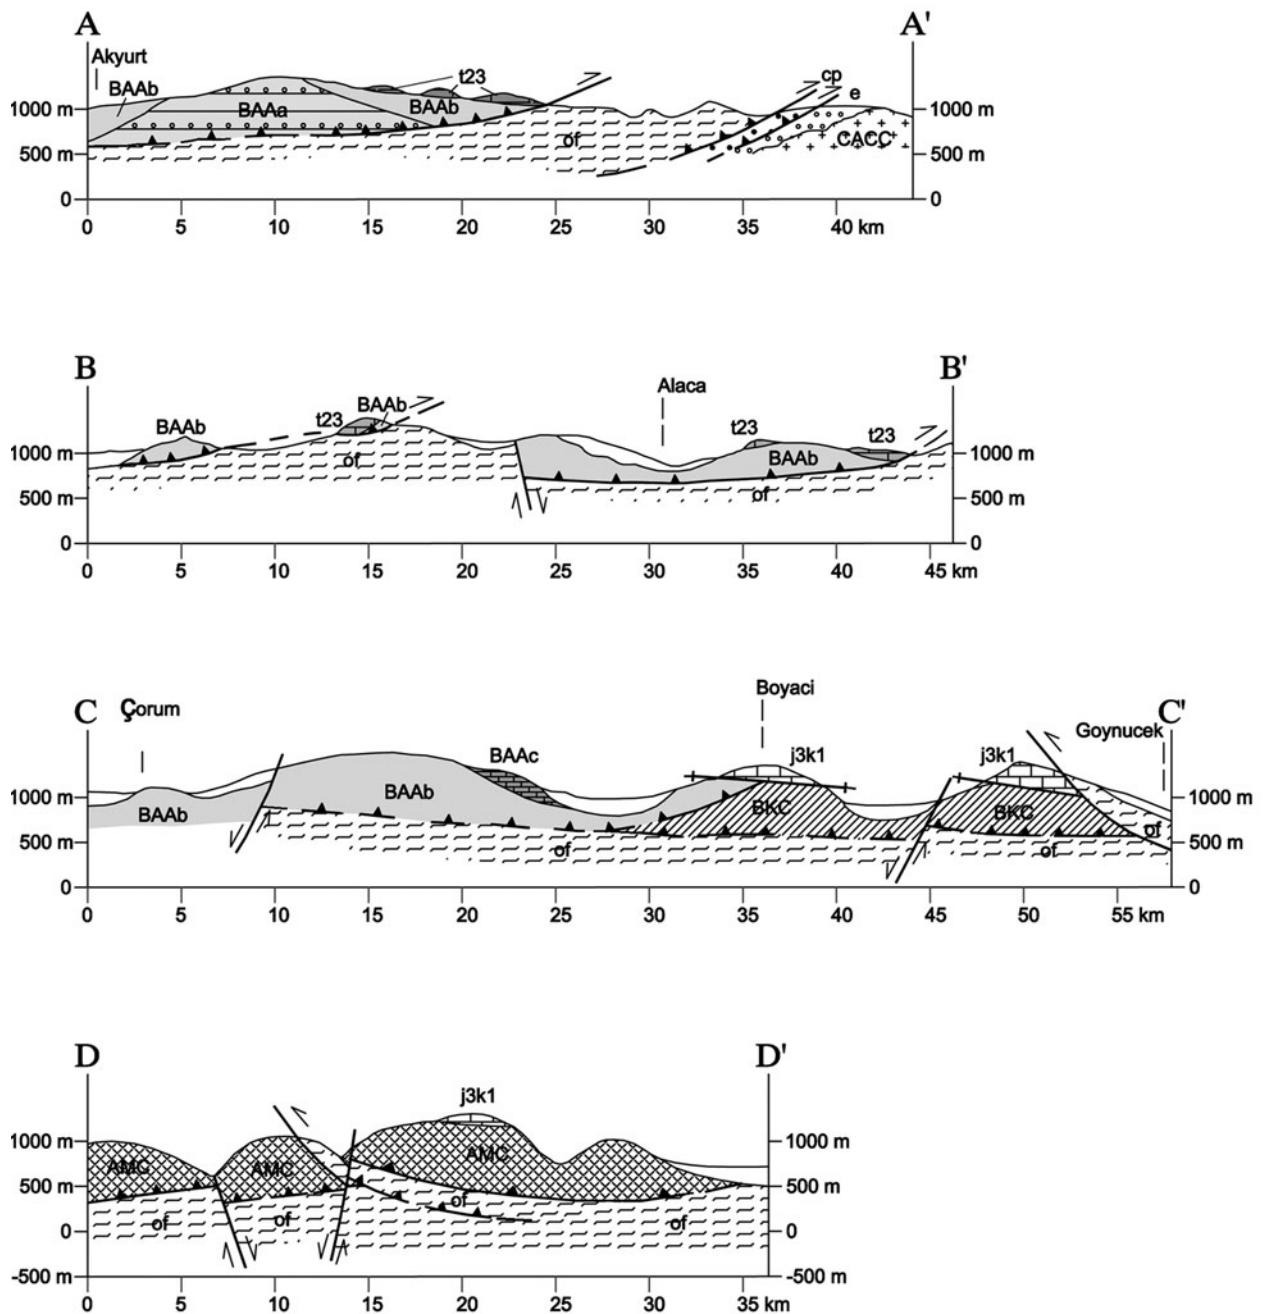 A A'
Akyurt cp
BAAb t23 e
1000 m BAAa BAAb 1000 m
of CACC
500 m 500 m
0 0
0 5 10 15 20 25 30 35 40 km
B B'
Alaca
BAAb t23 BAAb t23 t23
1000 m BAAb 1000 m
of
500 m of 500 m
0 0
0 5 10 15 20 25 30 35 40 45 km
C Çorum Boyaci C'
Goynucek
BAAc j3k1 j3k1
1000 m BAAb BAAb BKC BKC 1000 m
of
500 m of of 500 m
0 0
0 5 10 15 20 25 30 35 40 45 50 55 km
D D'
j3k1
1000 m 1000 m
AMC AMC AMC
500 m 500 m
of of of of
0 0
-500 m -500 m
0 5 10 15 20 25 30 35 km